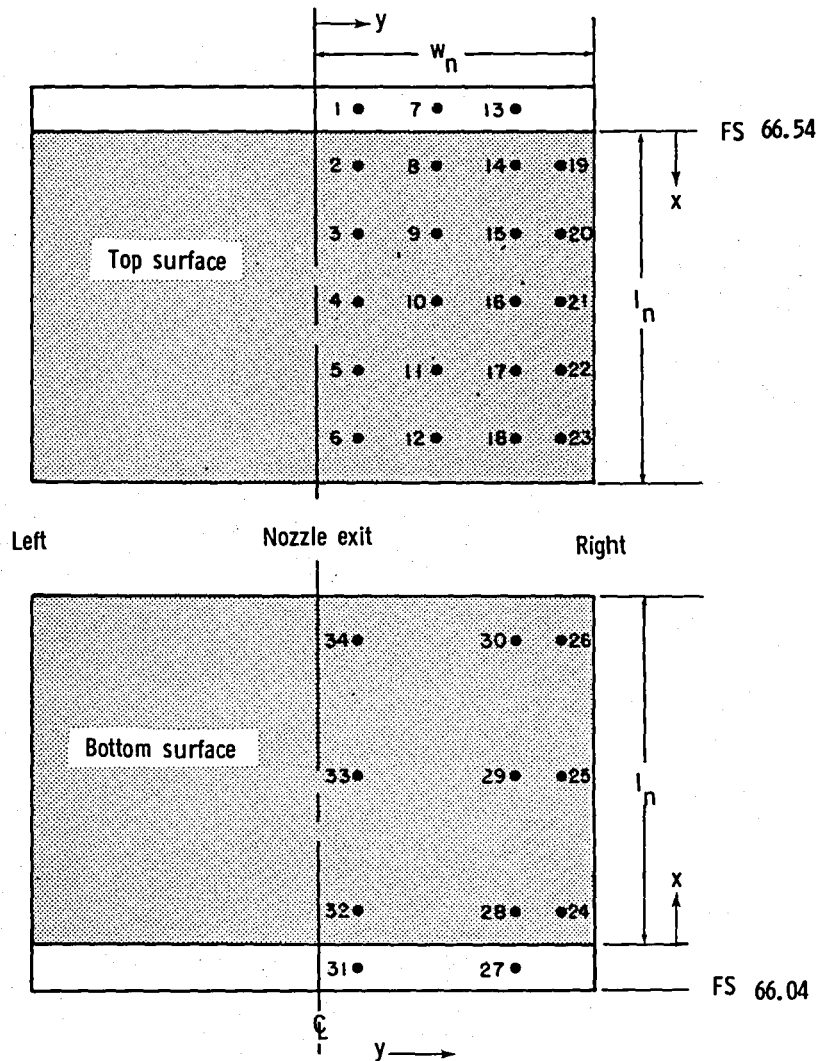 y
w_n
1 7 13
FS 66.54
2 8 14 19
x
3 9 15 20
Top surface
4 10 16 21
l_n
5 11 17 22
6 12 18 23
Left Nozzle exit Right
34 30 26
Bottom surface
33 29 25
l_n
x
32 28 24
31 27
FS 66.04
℄
y